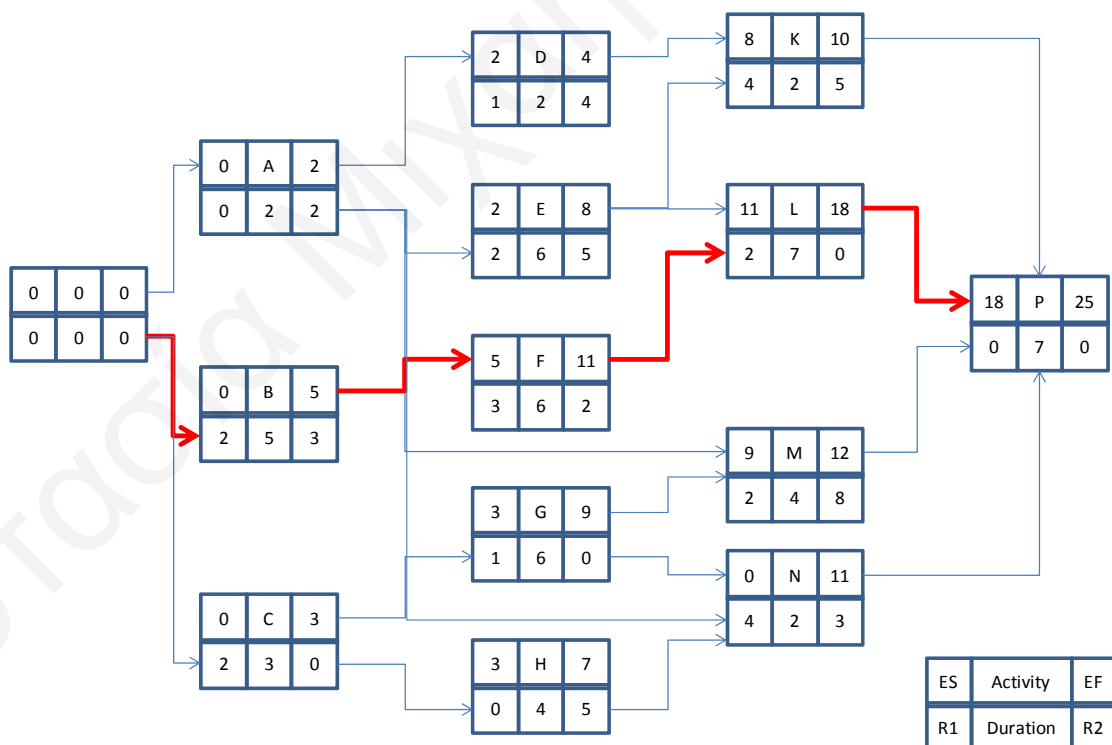 0 0 0
0 0 0
0 A 2
0 2 2
0 B 5
2 5 3
0 C 3
2 3 0
2 D 4
1 2 4
2 E 8
2 6 5
5 F 11
3 6 2
3 G 9
1 6 0
3 H 7
0 4 5
8 K 10
4 2 5
11 L 18
2 7 0
9 M 12
2 4 8
0 N 11
4 2 3
18 P 25
0 7 0
ES Activity EF
R1 Duration R2